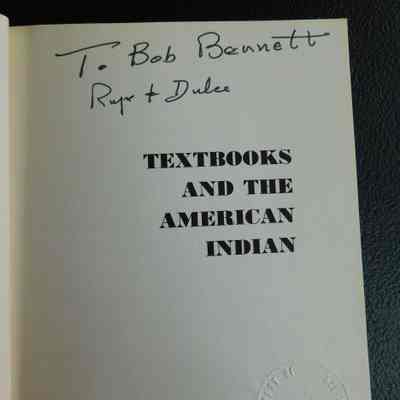 To Bob Bennett
Rupe + Dulce
TEXTBOOKS
AND THE
AMERICAN
INDIAN